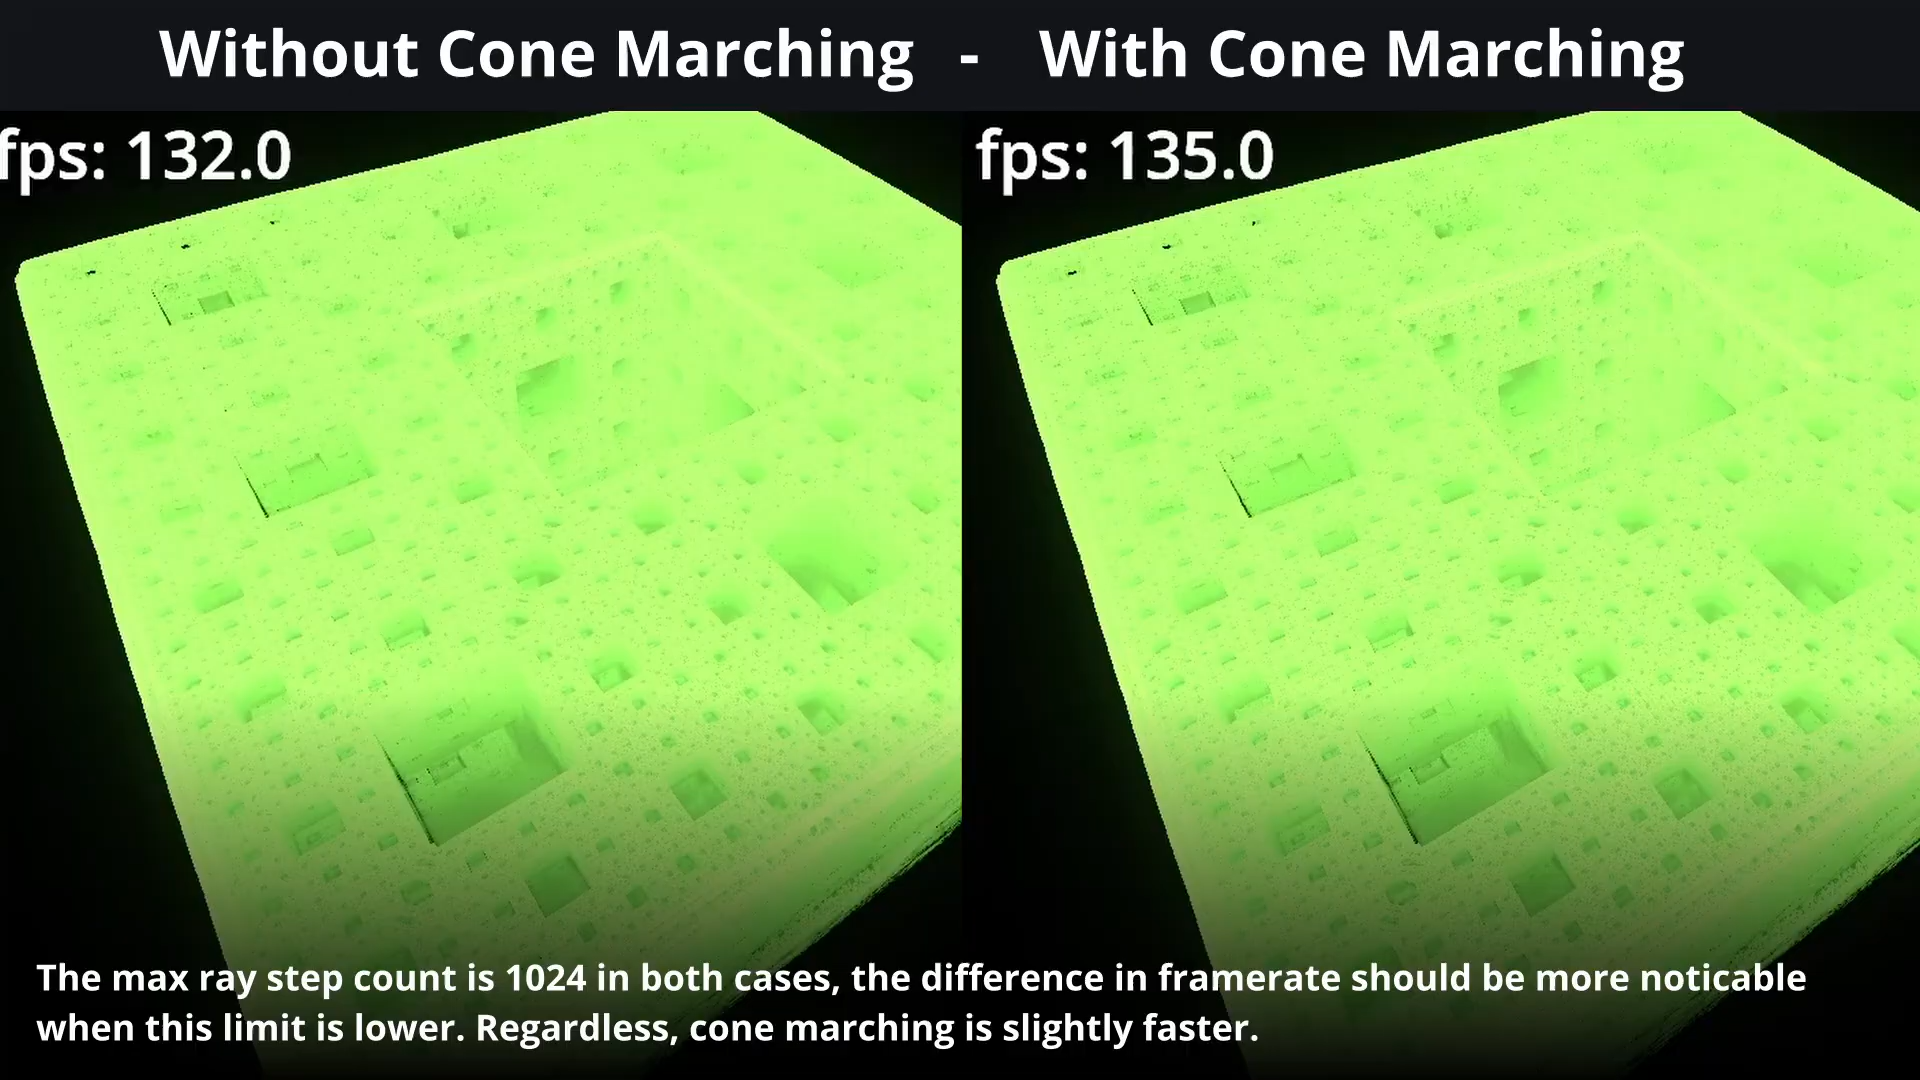 Without Cone Marching - With Cone Marching
fps: 132.0
fps: 135.0
The max ray step count is 1024 in both cases, the difference in framerate should be more noticable
when this limit is lower. Regardless, cone marching is slightly faster.